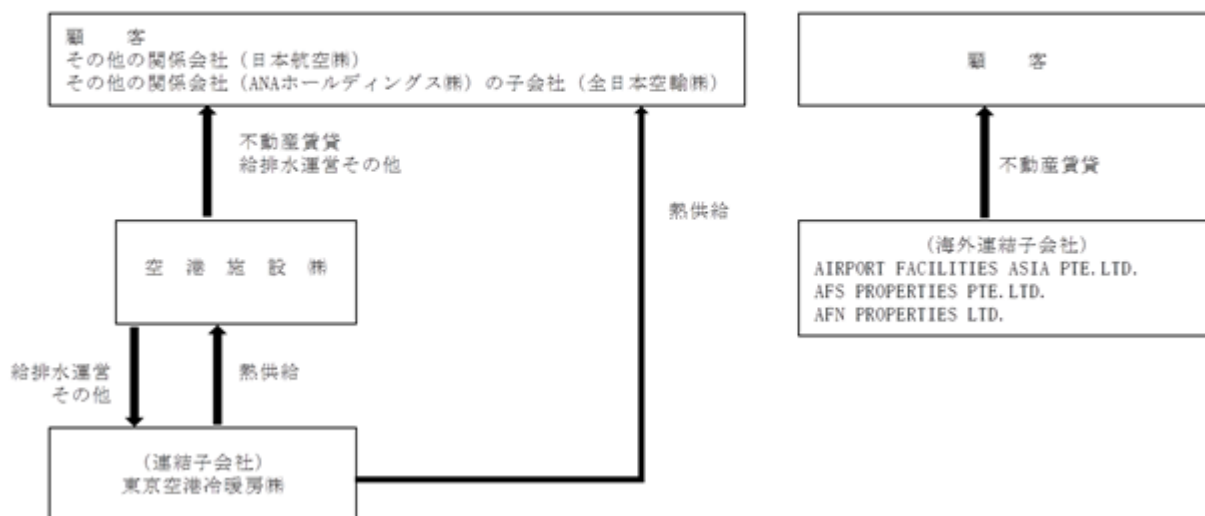 顧　　客
その他の関係会社（日本航空㈱）
その他の関係会社（ANAホールディングス㈱）の子会社（全日本空輸㈱）
不動産賃貸
給排水運営その他
熱供給
空　港　施　設　㈱
給排水運営
その他
熱供給
（連結子会社）
東京空港冷暖房㈱
顧　　客
不動産賃貸
（海外連結子会社）
AIRPORT FACILITIES ASIA PTE.LTD.
AFS PROPERTIES PTE.LTD.
AFN PROPERTIES LTD.